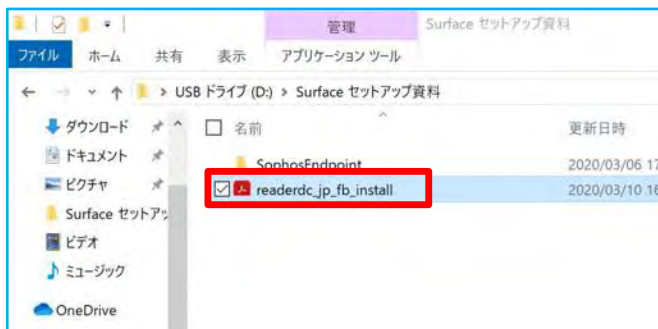 管理
Surface セットアップ資料
ファイル
ホーム
共有
表示
アプリケーション ツール
USB ドライブ (D:) > Surface セットアップ資料
ダウンロード
ドキュメント
ピクチャ
Surface セットアッ
ビデオ
ミュージック
OneDrive
名前
更新日時
SophosEndpoint
2020/03/06 17
readerdc_jp_fb_install
2020/03/10 16